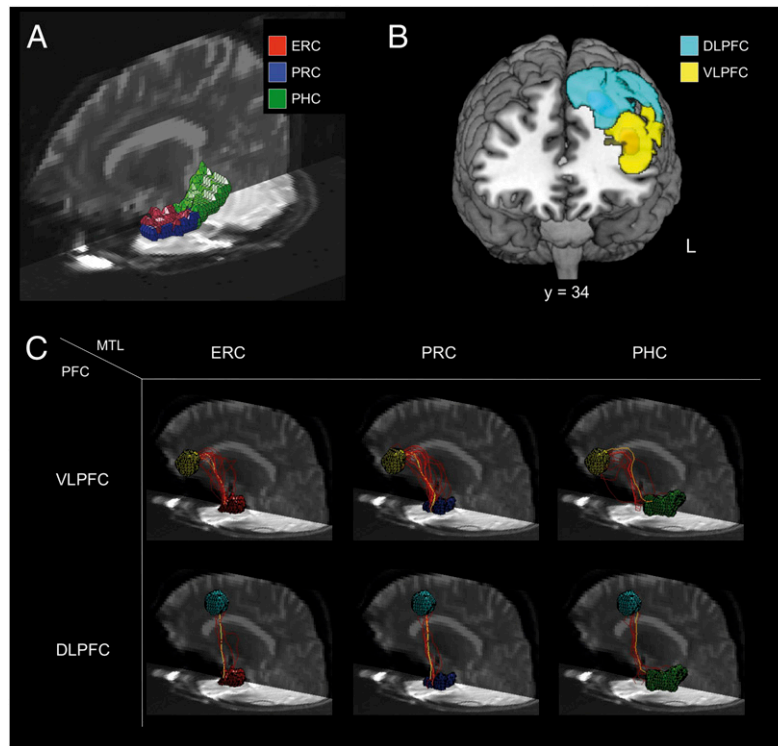 A
ERC
PRC
PHC
B
DLPFC
VLPFC
L
y = 34
C
MTL
PFC
ERC
PRC
PHC
VLPFC
DLPFC